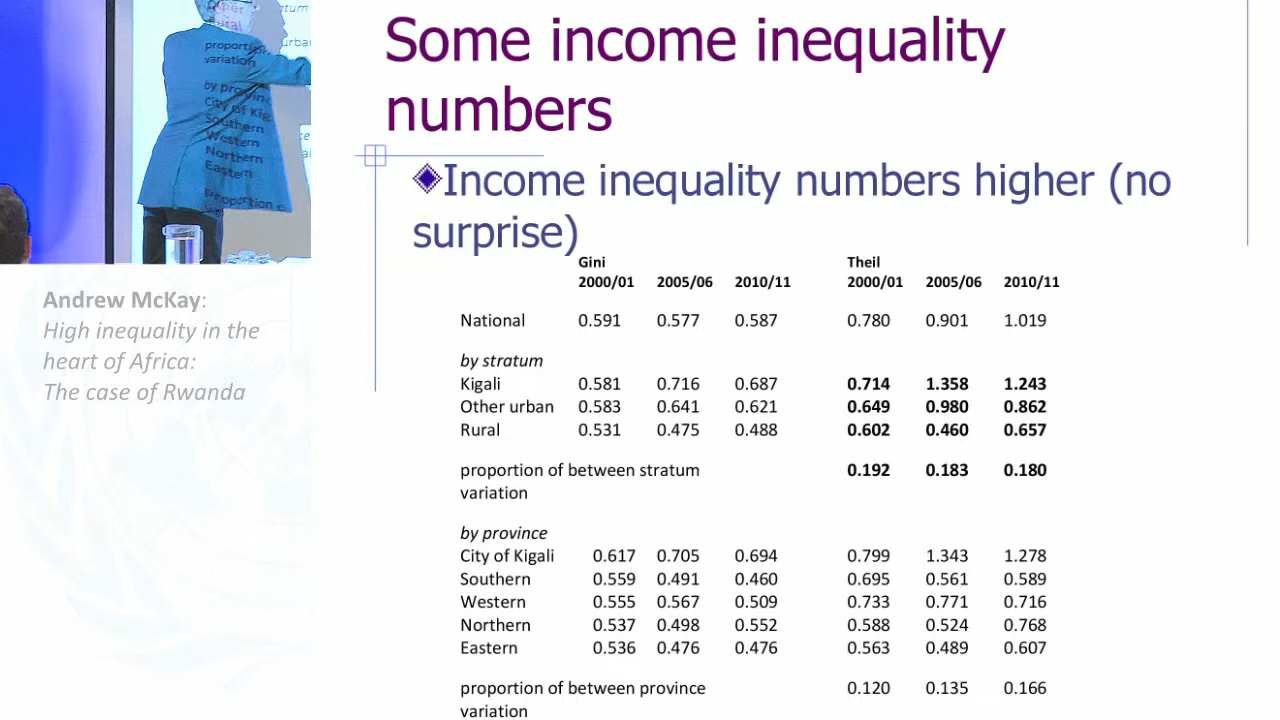 Some income inequality
numbers
Income inequality numbers higher (no
surprise)
Gini Theil
2000/01 2005/06 2010/11 2000/01 2005/06 2010/11
National 0.591 0.577 0.587 0.780 0.901 1.019
by stratum
Kigali 0.581 0.716 0.687 0.714 1.358 1.243
Other urban 0.583 0.641 0.621 0.649 0.980 0.862
Rural 0.531 0.475 0.488 0.602 0.460 0.657
proportion of between stratum 0.192 0.183 0.180
variation
by province
City of Kigali 0.617 0.705 0.694 0.799 1.343 1.278
Southern 0.559 0.491 0.460 0.695 0.561 0.589
Western 0.555 0.567 0.509 0.733 0.771 0.716
Northern 0.537 0.498 0.552 0.588 0.524 0.768
Eastern 0.536 0.476 0.476 0.563 0.489 0.607
proportion of between province 0.120 0.135 0.166
variation
Andrew McKay:
High inequality in the
heart of Africa:
The case of Rwanda
variation
Southern
Western
Northern
Eastern